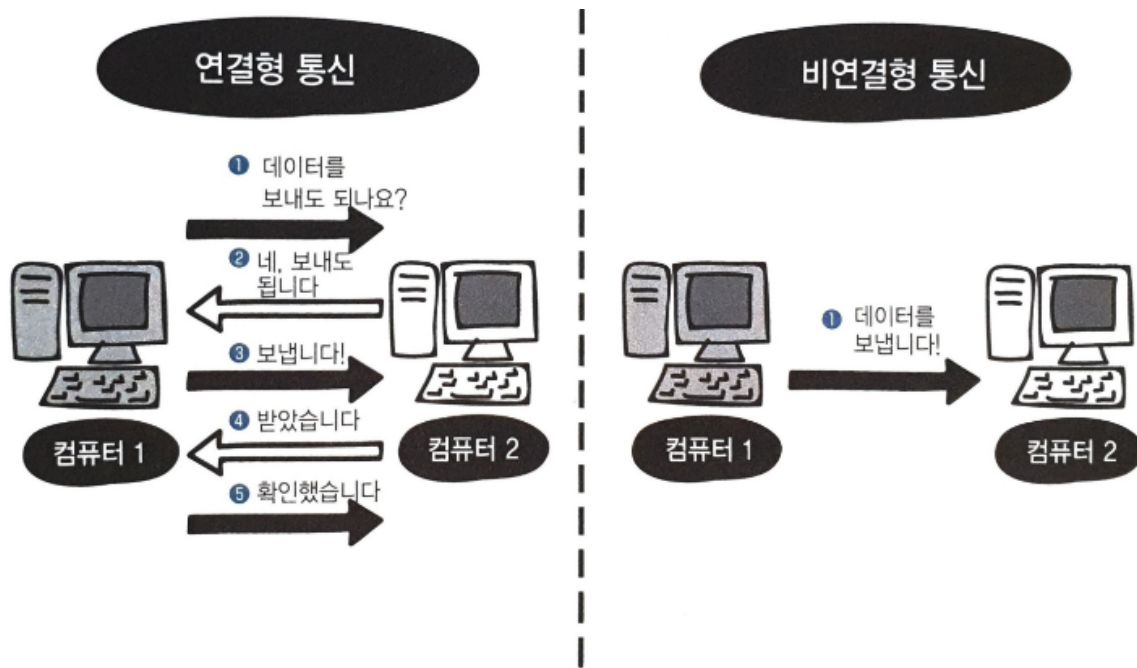 연결형 통신
❶ 데이터를
보내도 되나요?
❷ 네, 보내도
됩니다
❸ 보냅니다!
❹ 받았습니다
❺ 확인했습니다
컴퓨터 1
컴퓨터 2
비연결형 통신
❶ 데이터를
보냅니다!
컴퓨터 1
컴퓨터 2